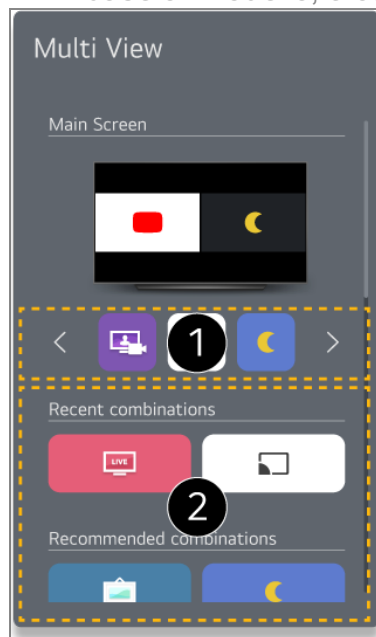 Multi View
Main Screen
1
Recent combinations
LIVE
2
Recommended combinations